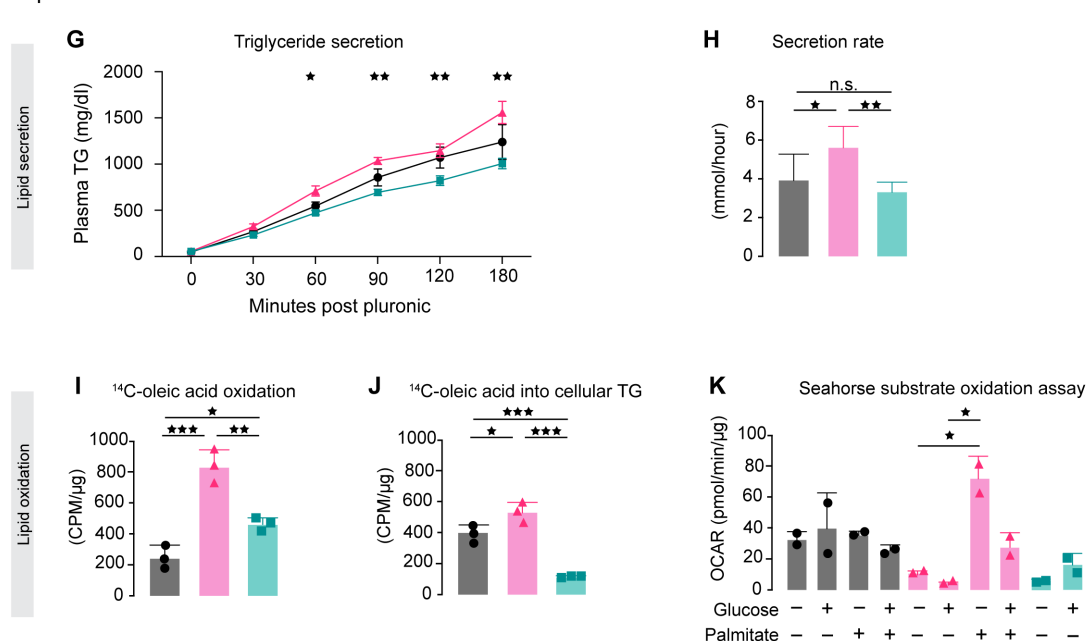 Lipid secretion
G
Triglyceride secretion
Plasma TG (mg/dl)
2000
1500
1000
500
0
★ ★★ ★★ ★★
0 30 60 90 120 180
Minutes post pluronic
H
Secretion rate
(mmol/hour)
8
6
4
2
0
n.s.
★ ★★
Lipid oxidation
I
¹⁴C-oleic acid oxidation
(CPM/µg)
1000
800
600
400
200
0
★
★★★ ★★
J
¹⁴C-oleic acid into cellular TG
(CPM/µg)
1000
800
600
400
200
0
★★★
★ ★★★
K
Seahorse substrate oxidation assay
OCAR (pmol/min/µg)
100
80
60
40
20
0
★
★
Glucose − + − + − + − + − +
Palmitate − − + + − − + + − −